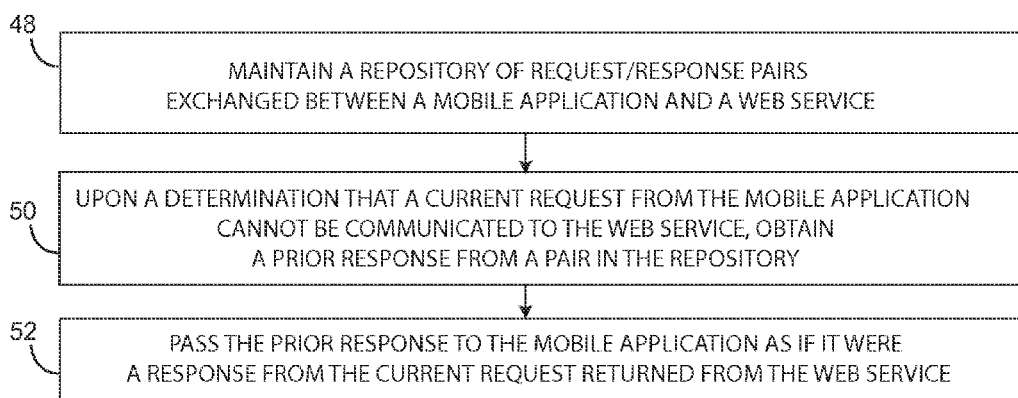 48
MAINTAIN A REPOSITORY OF REQUEST/RESPONSE PAIRS
EXCHANGED BETWEEN A MOBILE APPLICATION AND A WEB SERVICE
50
UPON A DETERMINATION THAT A CURRENT REQUEST FROM THE MOBILE APPLICATION
CANNOT BE COMMUNICATED TO THE WEB SERVICE, OBTAIN
A PRIOR RESPONSE FROM A PAIR IN THE REPOSITORY
52
PASS THE PRIOR RESPONSE TO THE MOBILE APPLICATION AS IF IT WERE
A RESPONSE FROM THE CURRENT REQUEST RETURNED FROM THE WEB SERVICE